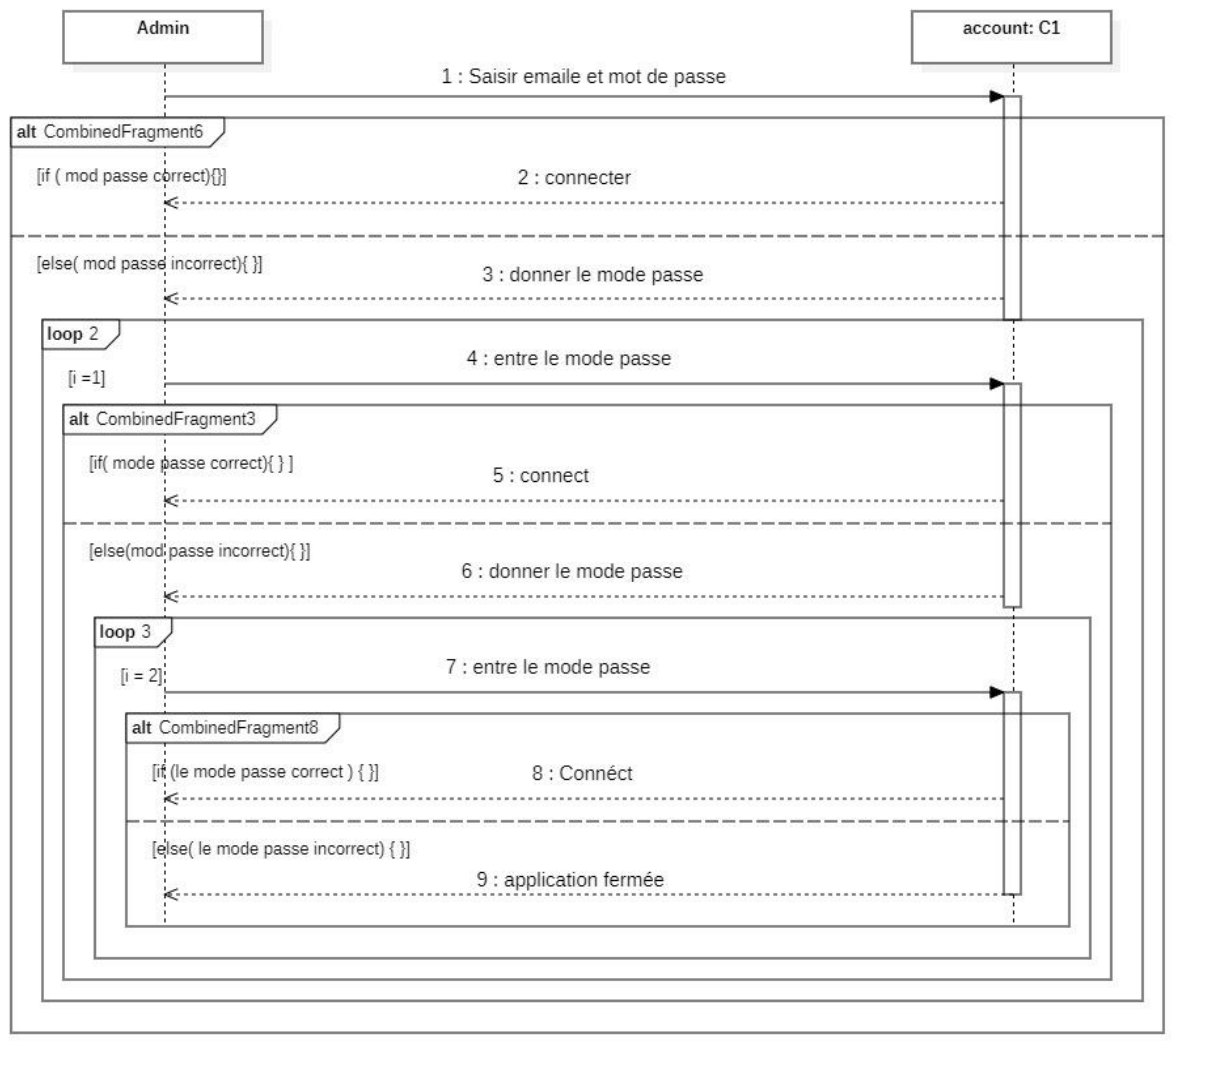 Admin
account: C1
1 : Saisir emaile et mot de passe
alt CombinedFragment6
[if ( mod passe correct){}]
2 : connecter
[else( mod passe incorrect){ }]
3 : donner le mode passe
loop 2
4 : entre le mode passe
[i =1]
alt CombinedFragment3
[if( mode passe correct){ } ]
5 : connect
[else(mod passe incorrect){ }]
6 : donner le mode passe
loop 3
7 : entre le mode passe
[i = 2]
alt CombinedFragment8
[if (le mode passe correct ) { }]
8 : Connéct
[else( le mode passe incorrect) { }]
9 : application fermée